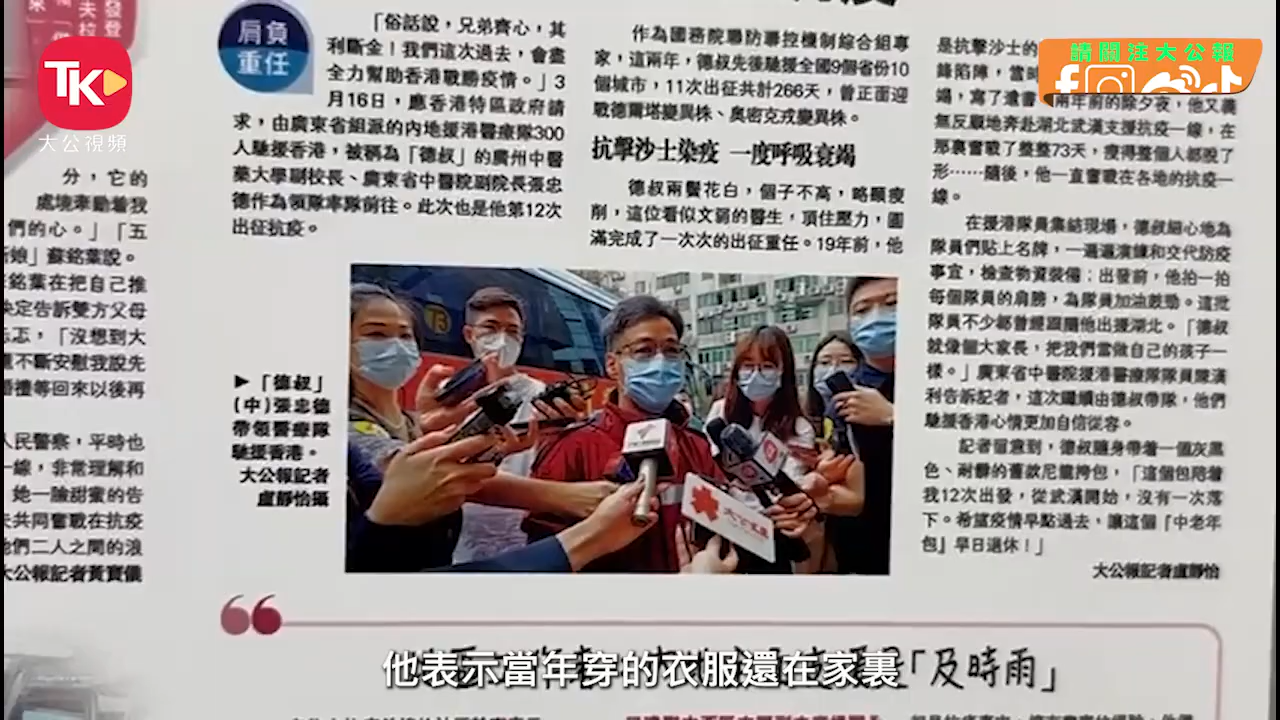 TK
大公視頻
請關注大公報
肩負
重任
「俗話說，兄弟齊心，其
利斷金！我們這次過去，會盡
全力幫助香港戰勝疫情。」3
月16日，應香港特區政府請
求，由廣東省組派的內地援港醫療隊300
人馳援香港，被稱為「德叔」的廣州中醫
藥大學副校長、廣東省中醫院副院長張忠
德作為領隊率隊前往。此次也是他第12次
出征抗疫。
作為國務院聯防聯控機制綜合組專
家，這兩年，德叔先後馳援全國9個省份10
個城市，11次出征共計266天，曾正面迎
戰德爾塔變異株、奧密克戎變異株。
抗擊沙士染疫 一度呼吸衰竭
德叔兩鬢花白，個子不高，略顯瘦
削，這位看似文弱的醫生，頂住壓力，圓
滿完成了一次次的出征重任。19年前，他
是抗擊沙士的
鋒陷陣，當時
竭，寫了遺書 兩年前的除夕夜，他又義
無反顧地奔赴湖北武漢支援抗疫一線，在
那裏奮戰了整整73天，瘦得整個人都脫了
形……隨後，他一直奮戰在各地的抗疫一
線。
在援港隊員集結現場，德叔細心地為
隊員們貼上名牌，一遍遍演練和交代防疫
事宜，檢查物資裝備；出發前，他拍一拍
每個隊員的肩膀，為隊員加油鼓勁。這批
隊員不少都曾經跟隨他出援湖北。「德叔
就像個大家長，把我們當做自己的孩子一
樣。」廣東省中醫院援港醫療隊隊員陳漢
利告訴記者，這次繼續由德叔帶隊，他們
馳援香港心情更加自信從容。
記者留意到，德叔隨身帶着一個灰黑
色、耐髒的舊款尼龍挎包，「這個包陪着
我12次出發，從武漢開始，沒有一次落
下。希望疫情早點過去，讓這個『中老年
包』早日退休！」
大公報記者盧靜怡
▶「德叔」
(中)張忠德
帶領醫療隊
馳援香港。
大公報記者
盧靜怡攝
分，它的
處境牽動着我
們的心。」「五
新娘」蘇銘葉說。
銘葉在把自己推
決定告訴雙方父母
忐忑，「沒想到大
不斷安慰我說先
婚禮等回來以後再
人民警察，平時也
一線，非常理解和
她一臉甜蜜的告
夫共同奮戰在抗疫
他們二人之間的浪
大公報記者黃寶儀
「及時雨」
他表示當年穿的衣服還在家裏